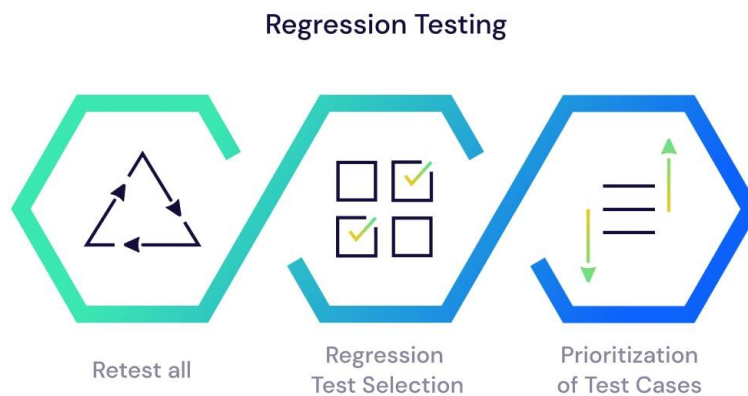 Regression Testing
Retest all
Regression
Test Selection
Prioritization
of Test Cases